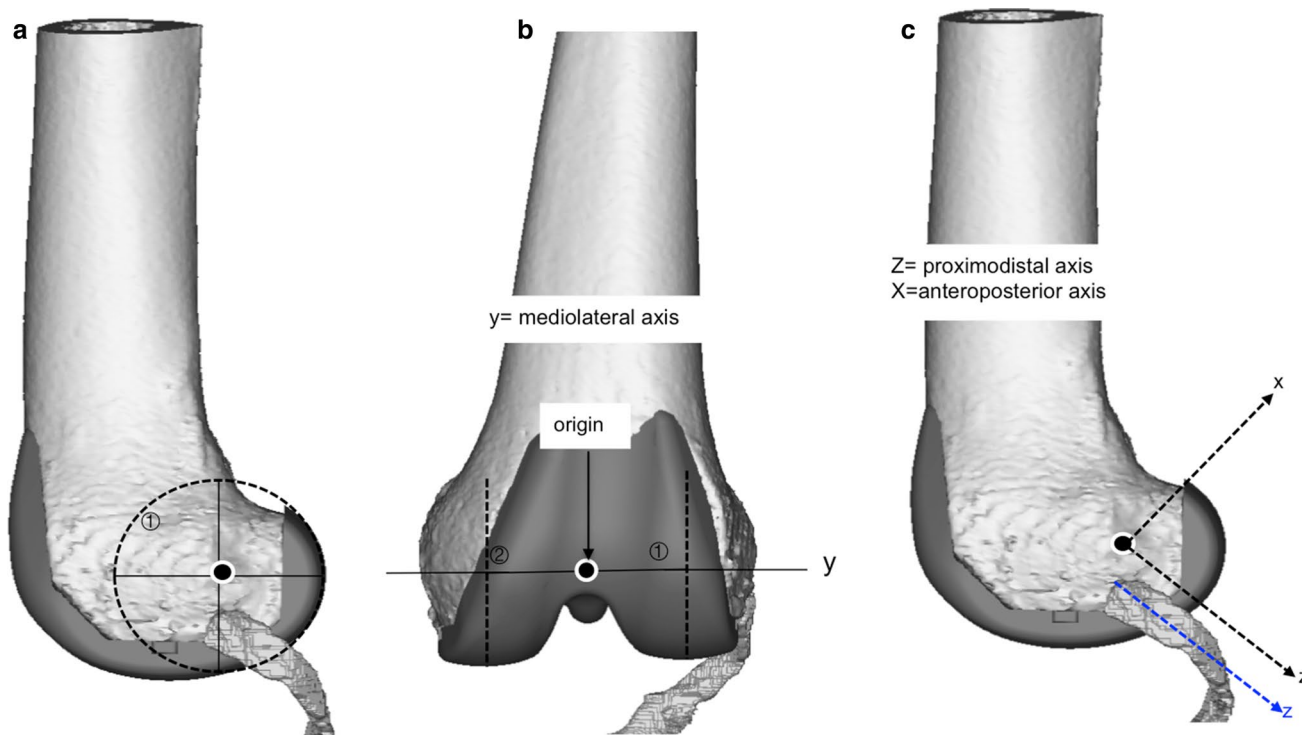 a
b
c
①
y= mediolateral axis
origin
②
①
y
Z= proximodistal axis
X=anteroposterior axis
x
z
z